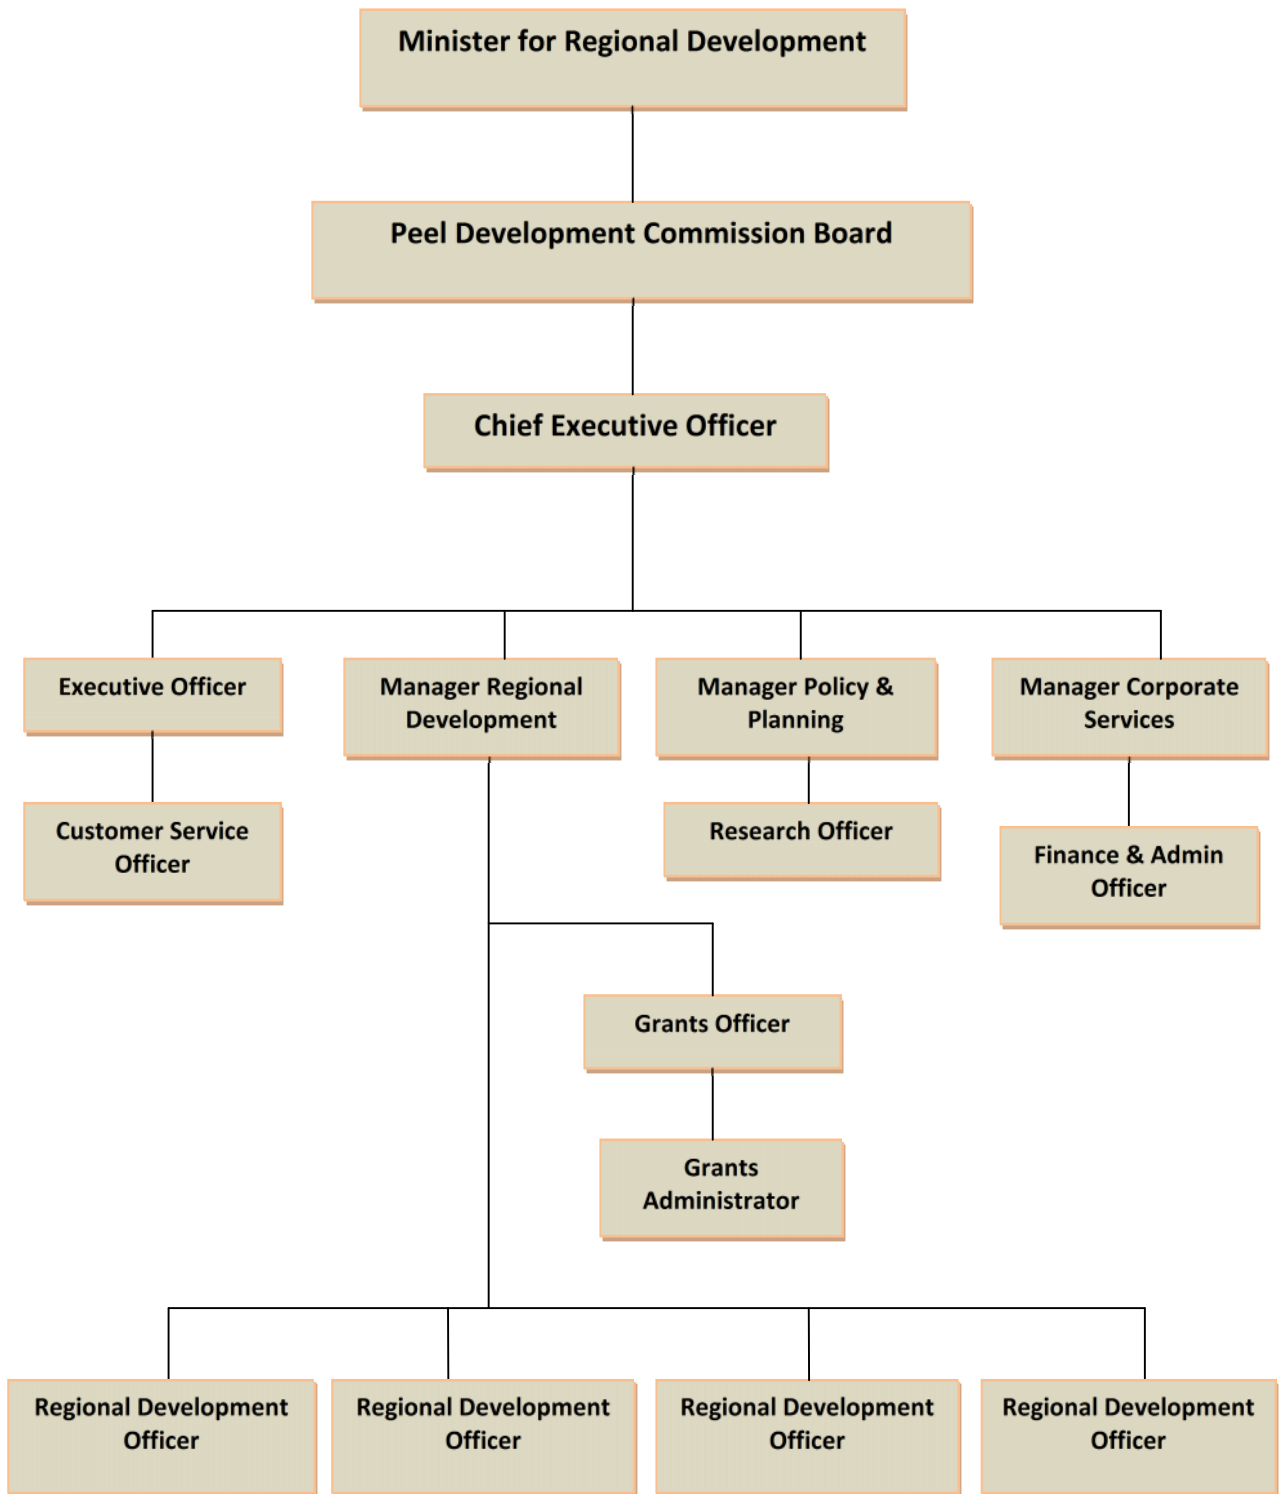 Minister for Regional Development
Peel Development Commission Board
Chief Executive Officer
Executive Officer
Manager Regional
Development
Manager Policy &
Planning
Manager Corporate
Services
Customer Service
Officer
Research Officer
Finance & Admin
Officer
Grants Officer
Grants
Administrator
Regional Development
Officer
Regional Development
Officer
Regional Development
Officer
Regional Development
Officer